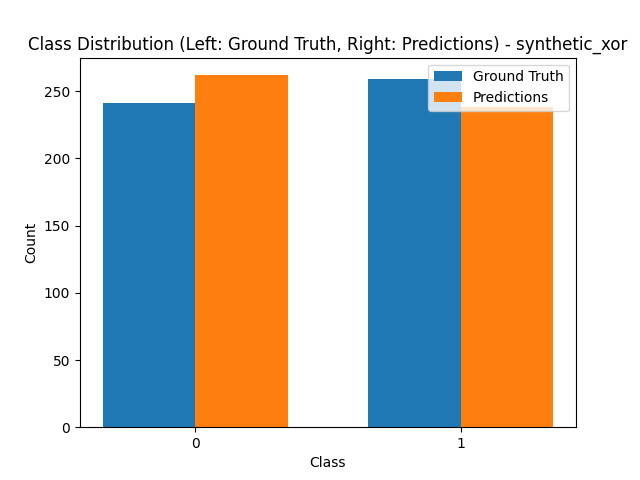 Class Distribution (Left: Ground Truth, Right: Predictions) - synthetic_xor
Ground Truth
Predictions
250
200
150
100
50
0
Count
0
1
Class